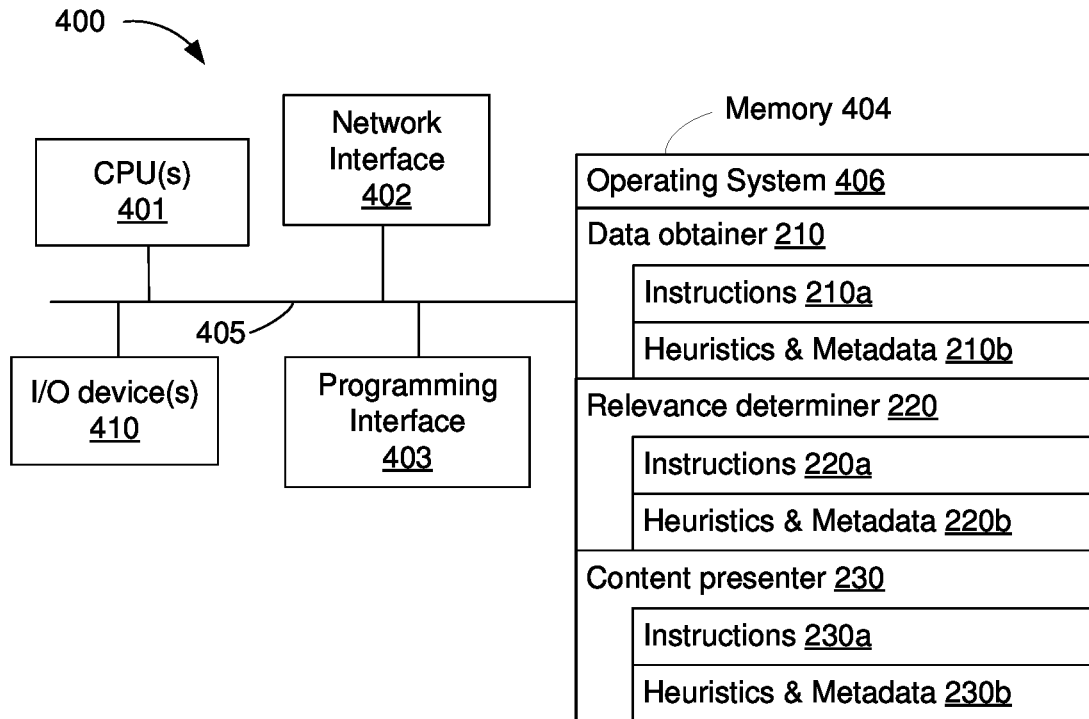 400
CPU(s)
401
Network
Interface
402
Memory 404
405
I/O device(s)
410
Programming
Interface
403
Operating System 406
Data obtainer 210
Instructions 210a
Heuristics & Metadata 210b
Relevance determiner 220
Instructions 220a
Heuristics & Metadata 220b
Content presenter 230
Instructions 230a
Heuristics & Metadata 230b